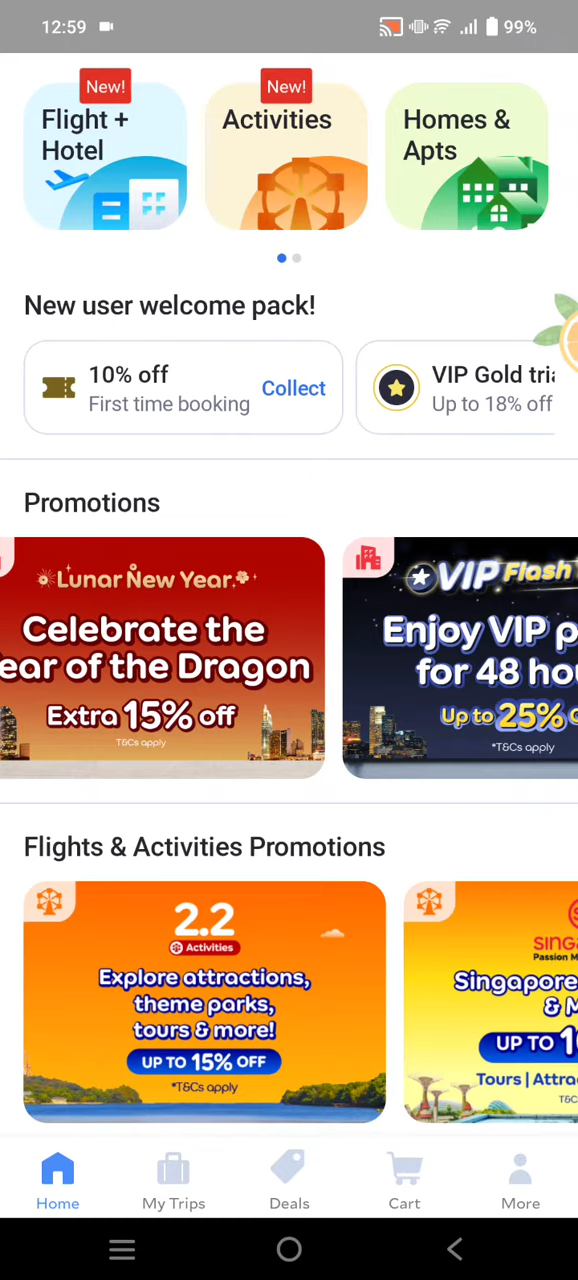 12:59
99%
New!
New!
Flight +
Hotel
Activities
Homes &
Apts
New user welcome pack!
10% off
First time booking
Collect
VIP Gold
Up to 18% off
Promotions
Lunar New Year
Celebrate the
ear of the Dragon
Extra 15% off
T&Cs apply
VIP Flash
Enjoy VIP p
for 48 hou
Up to 25%
*T&Cs apply
Flights & Activities Promotions
2.2
Activities
Explore attractions,
theme parks,
tours & more!
UP TO 15% OFF
*T&Cs apply
SING
Passion M
Singapore
& M
UP TO 1
Tours | Attra
T&C
Home
My Trips
Deals
Cart
More